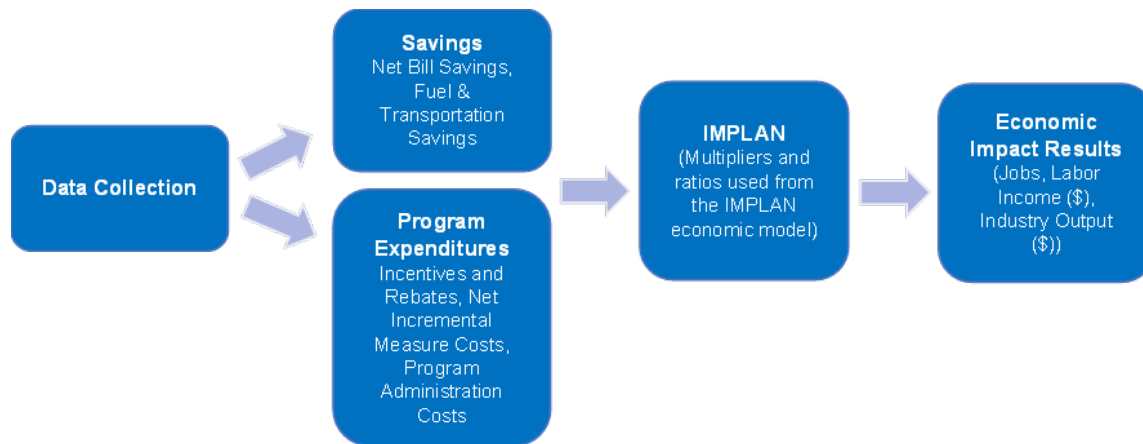 Data Collection
Savings
Net Bill Savings,
Fuel &
Transportation
Savings
Program
Expenditures
Incentives and
Rebates, Net
Incremental
Measure Costs,
Program
Administration
Costs
IMPLAN
(Multipliers and
ratios used from
the IMPLAN
economic model)
Economic
Impact Results
(Jobs, Labor
Income ($),
Industry Output
($))